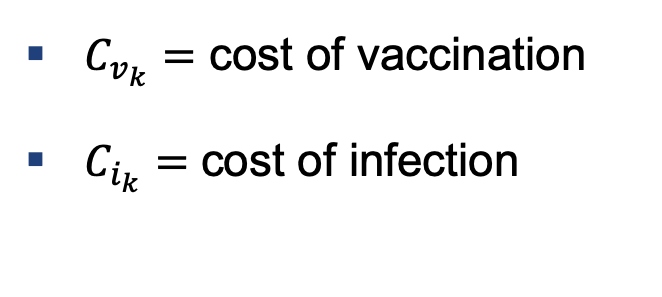 ▪ $C_{v_k}$ = cost of vaccination
▪ $C_{i_k}$ = cost of infection